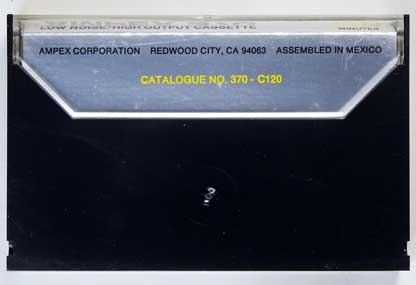 LOW NOISE/HIGH OUTPUT CASSETTE MINUTES
AMPEX CORPORATION REDWOOD CITY, CA 94063 ASSEMBLED IN MEXICO
CATALOGUE NO. 370 - C120